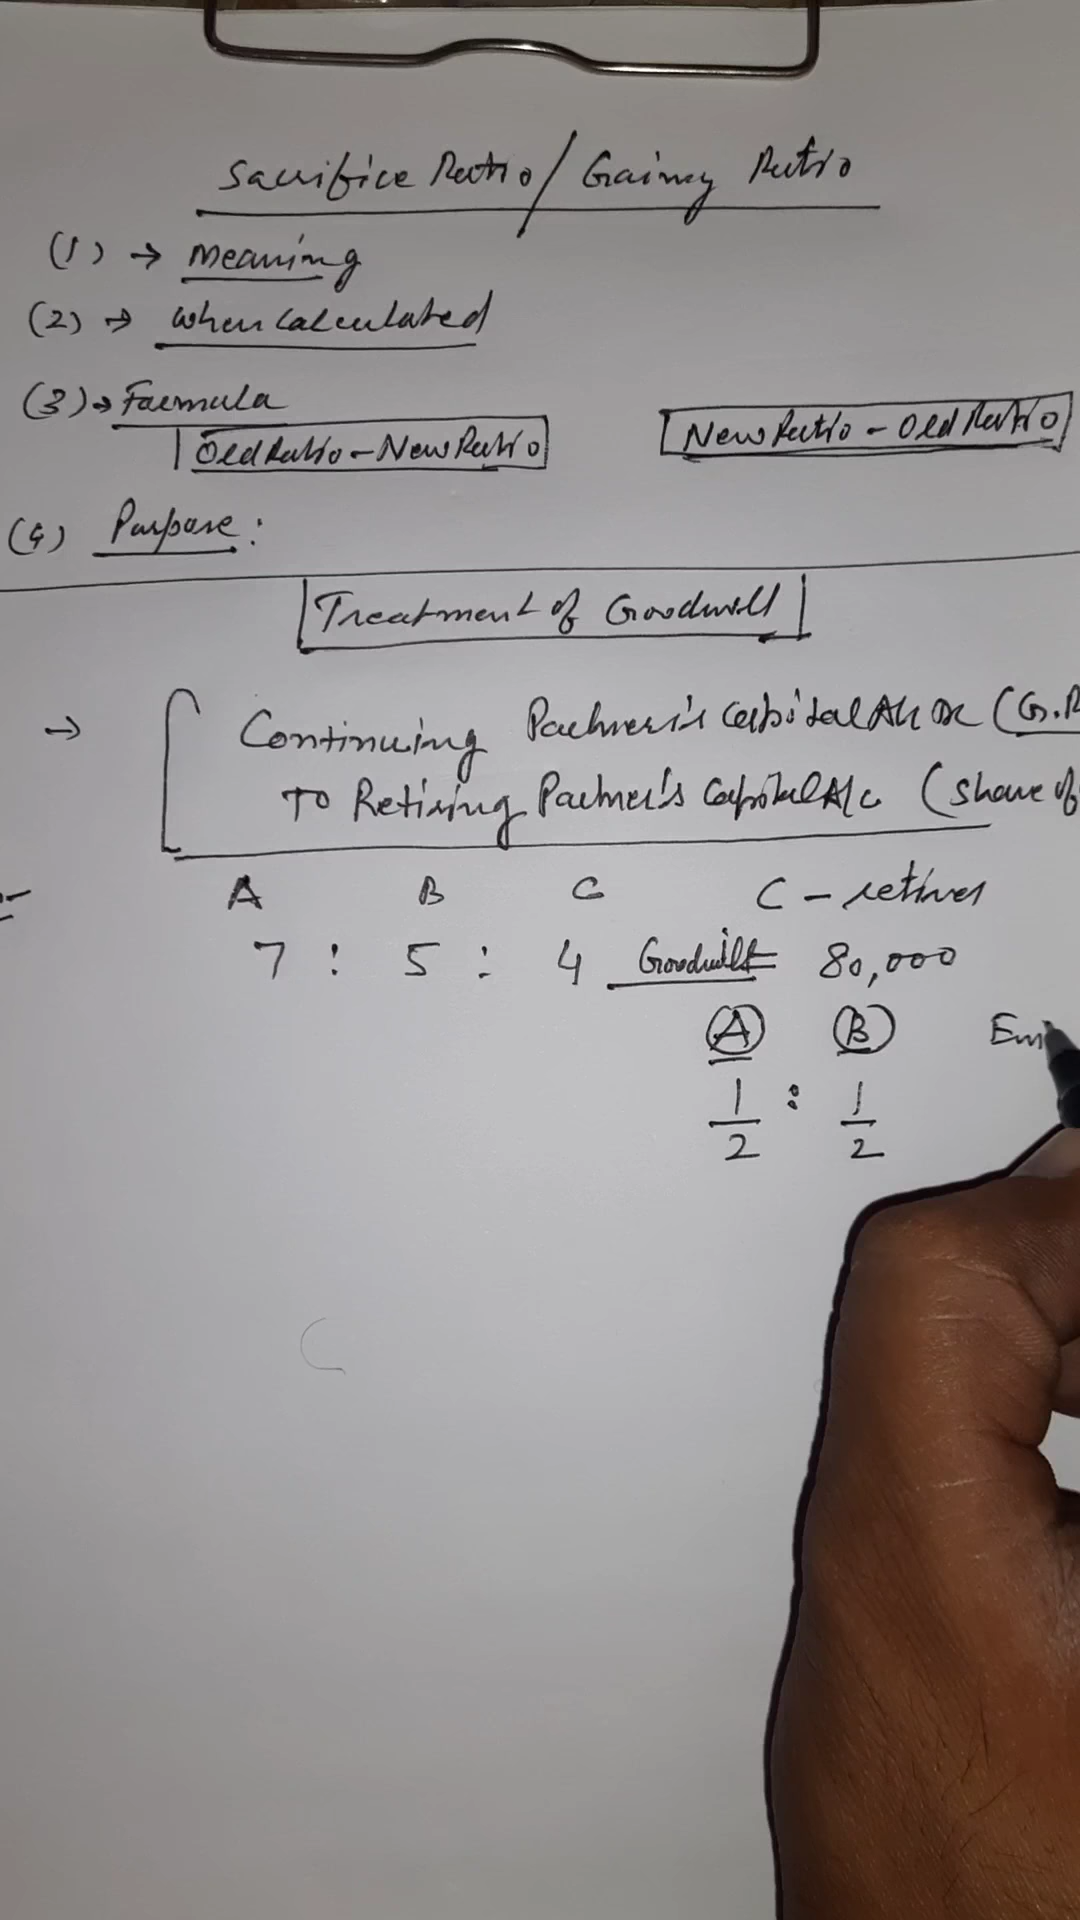 Sacrifice Ratio / Gaining Ratio
(1) → Meaning
(2) → When Calculated
(3) → Formula
Old Ratio - New Ratio
New Ratio - Old Ratio
(4) Purpose:
Treatment of Goodwill
→ Continuing Partner's Capital A/c Dr (G.R
To Retiring Partner's Capital A/c (Share of
A B C C - retires
7 : 5 : 4 Goodwill = 80,000
A B
1/2 : 1/2